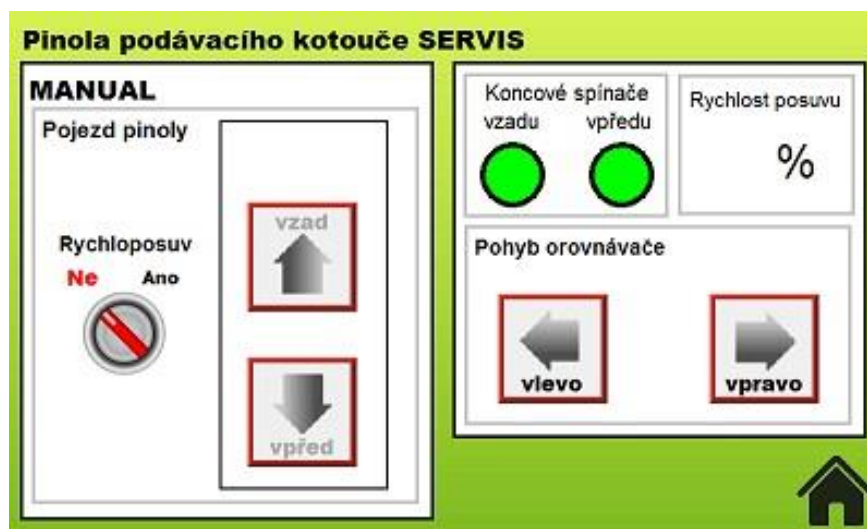 Pinola podávacího kotouče SERVIS
MANUAL
Pojezd pinoly
Rychloposuv
Ne Ano
vzad
vpřed
Koncové spínače
vzadu vpředu
Rychlost posuvu
%
Pohyb orovnávače
vlevo
vpravo